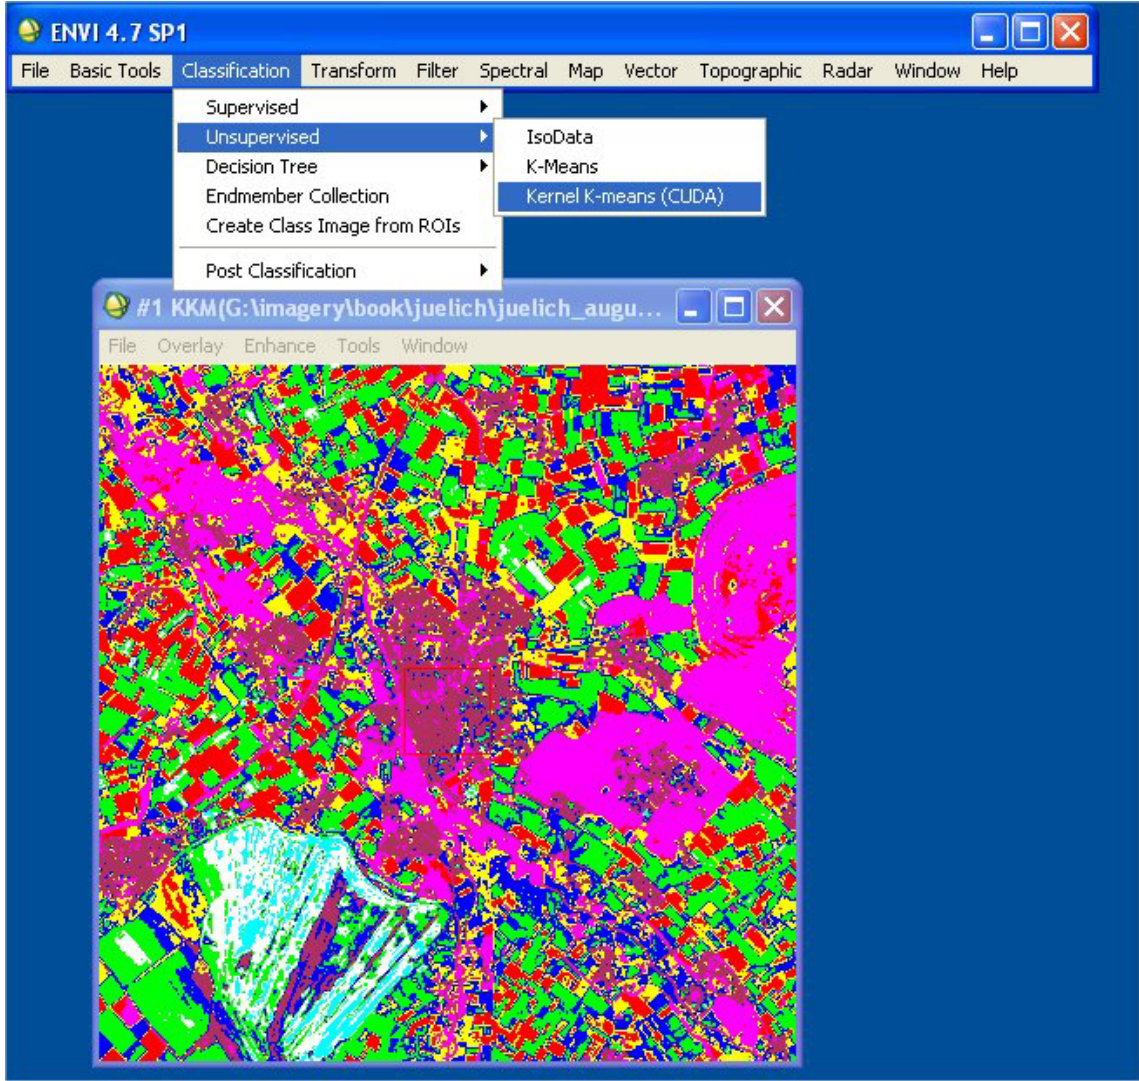 ENVI 4.7 SP1
File Basic Tools Classification Transform Filter Spectral Map Vector Topographic Radar Window Help
Supervised
Unsupervised
IsoData
Decision Tree
K-Means
Endmember Collection
Kernel K-means (CUDA)
Create Class Image from ROIs
Post Classification
#1 KKM(G:\imagery\book\juelich\juelich_augu...
File Overlay Enhance Tools Window